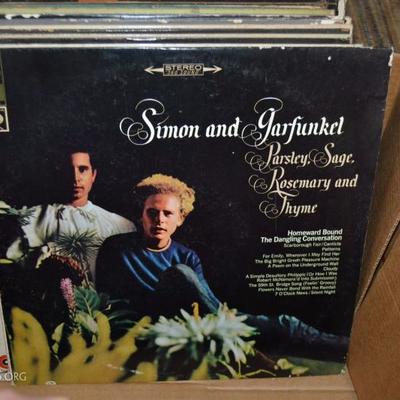 STEREO
Simon and Garfunkel
Parsley, Sage,
Rosemary and
Thyme
Homeward Bound
The Dangling Conversation
Scarborough Fair/Canticle
Patterns
For Emily, Whenever I May Find Her
The Big Bright Green Pleasure Machine
A Poem on the Underground Wall
Cloudy
A Simple Desultory Philippic (Or How I Was
Robert McNamara'd Into Submission)
The 59th St. Bridge Song (Feelin' Groovy)
Flowers Never Bend With the Rainfall
7 O'Clock News / Silent Night
.ORG